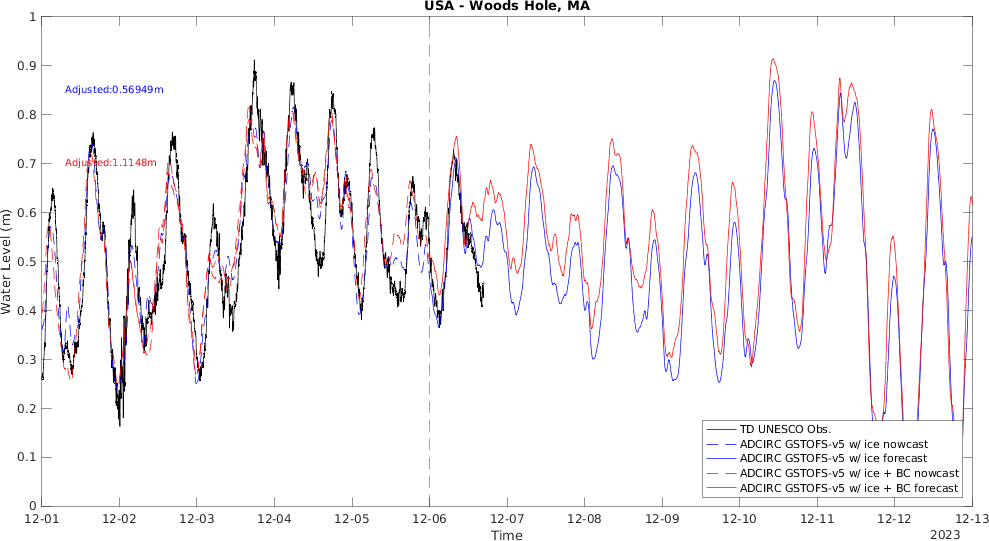 USA - Woods Hole, MA
Water Level (m)
1
0.9
0.8
0.7
0.6
0.5
0.4
0.3
0.2
0.1
0
Adjusted:0.56949m
Adjusted:1.1148m
TD UNESCO Obs.
ADCIRC GSTOFS-v5 w/ ice nowcast
ADCIRC GSTOFS-v5 w/ ice forecast
ADCIRC GSTOFS-v5 w/ ice + BC nowcast
ADCIRC GSTOFS-v5 w/ ice + BC forecast
12-01 12-02 12-03 12-04 12-05 12-06 12-07 12-08 12-09 12-10 12-11 12-12 12-13
Time
2023